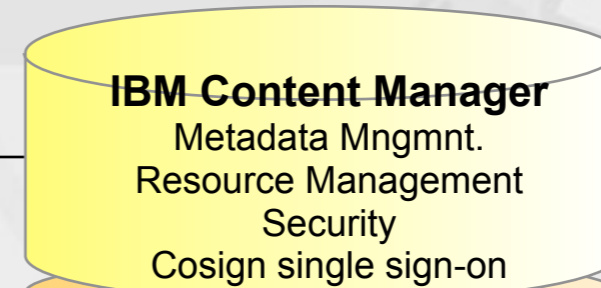 IBM Content Manager
Metadata Mngmnt.
Resource Management
Security
Cosign single sign-on